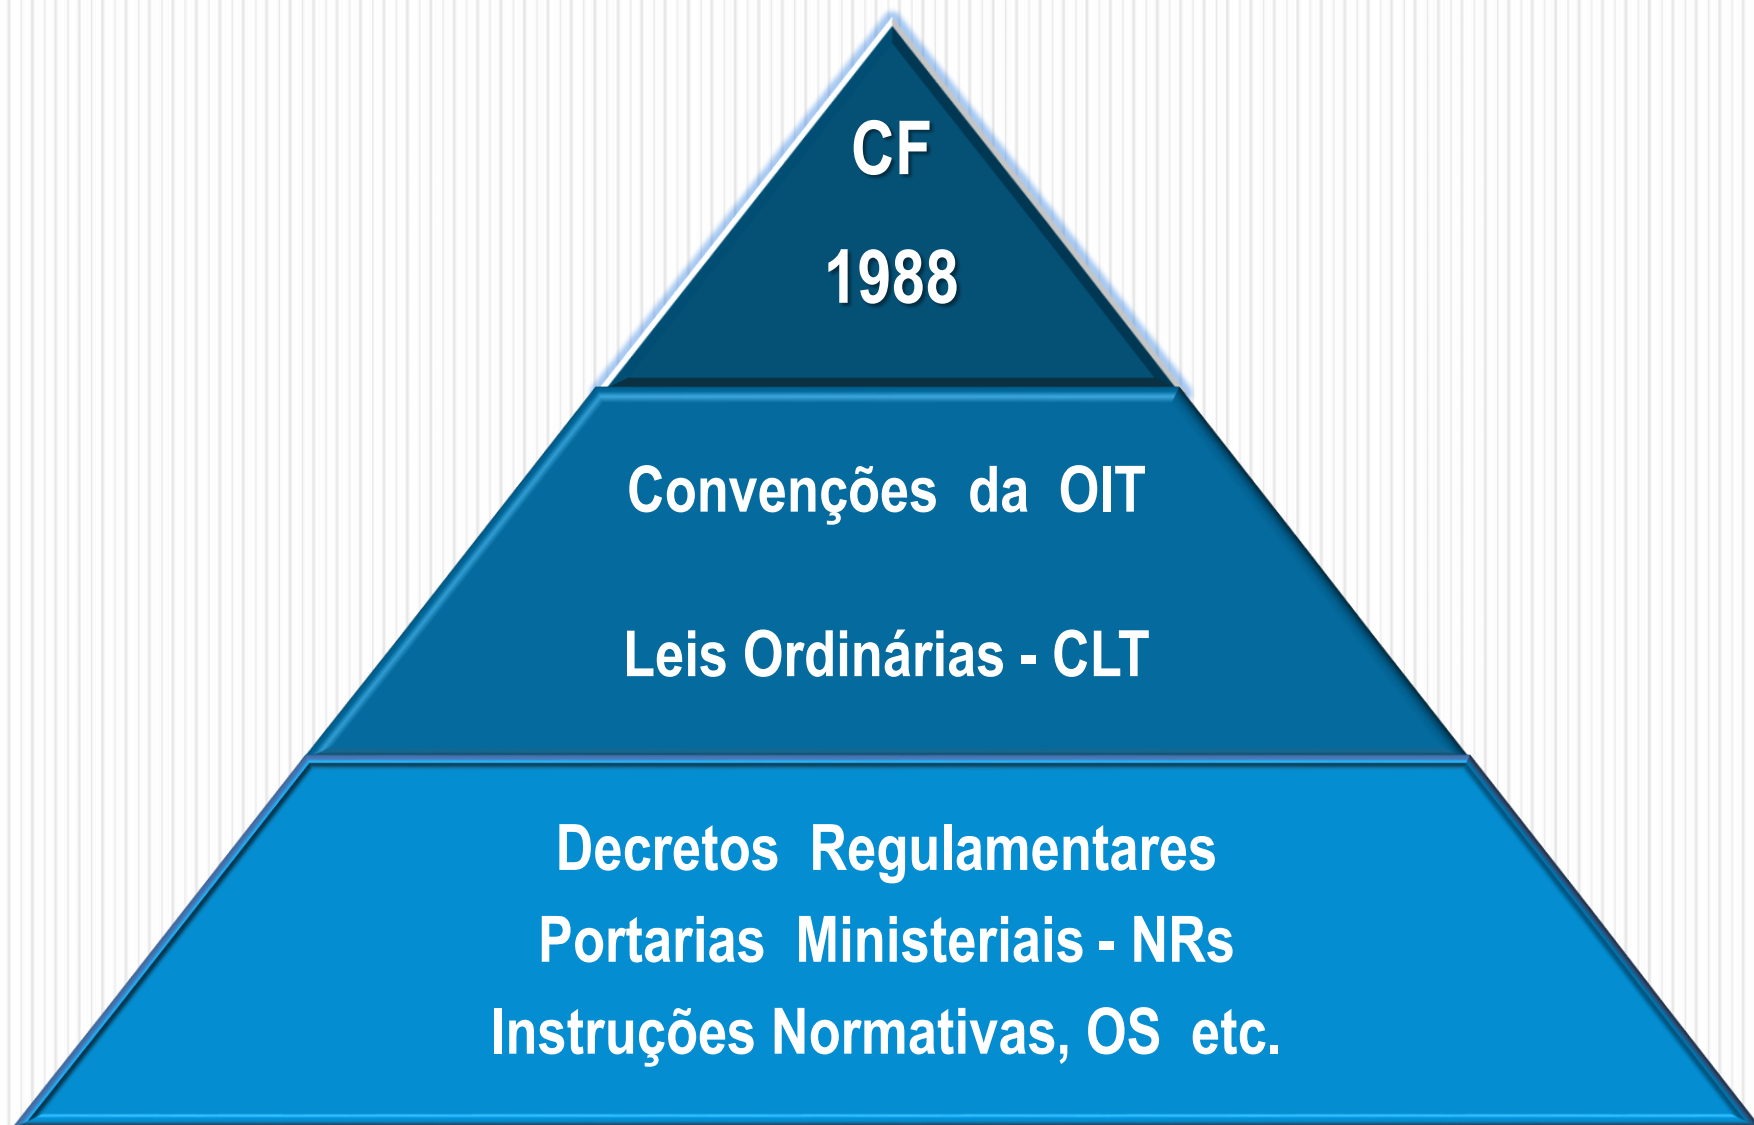 CF
1988
Convenções da OIT
Leis Ordinárias - CLT
Decretos Regulamentares
Portarias Ministeriais - NRs
Instruções Normativas, OS etc.